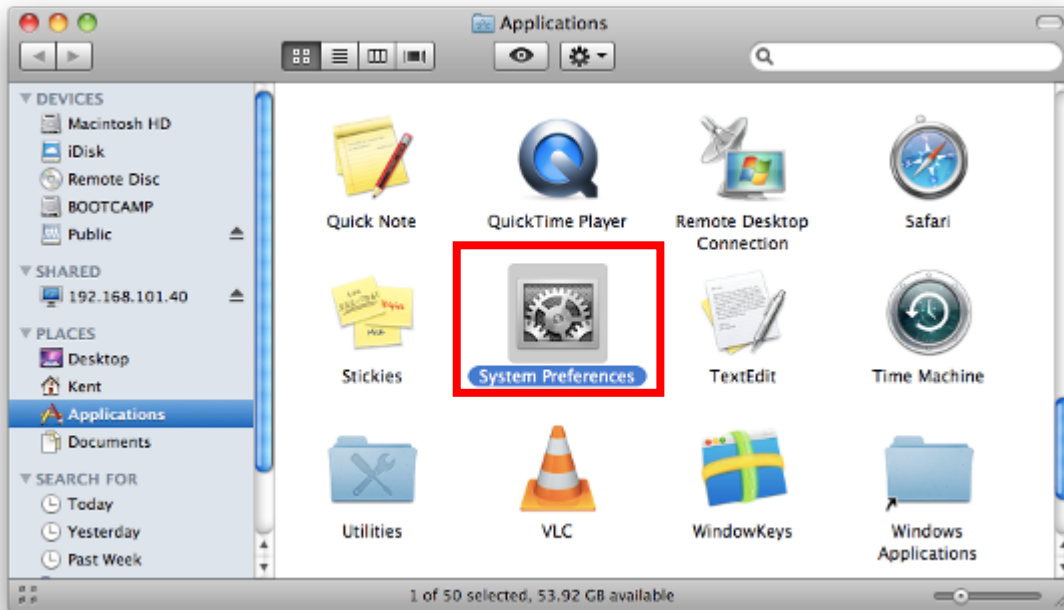 Applications
DEVICES
Macintosh HD
iDisk
Remote Disc
BOOTCAMP
Public
SHARED
192.168.101.40
PLACES
Desktop
Kent
Applications
Documents
SEARCH FOR
Today
Yesterday
Past Week
Quick Note
QuickTime Player
Remote Desktop
Connection
Safari
Stickies
System Preferences
TextEdit
Time Machine
Utilities
VLC
WindowKeys
Windows
Applications
1 of 50 selected, 53.92 GB available